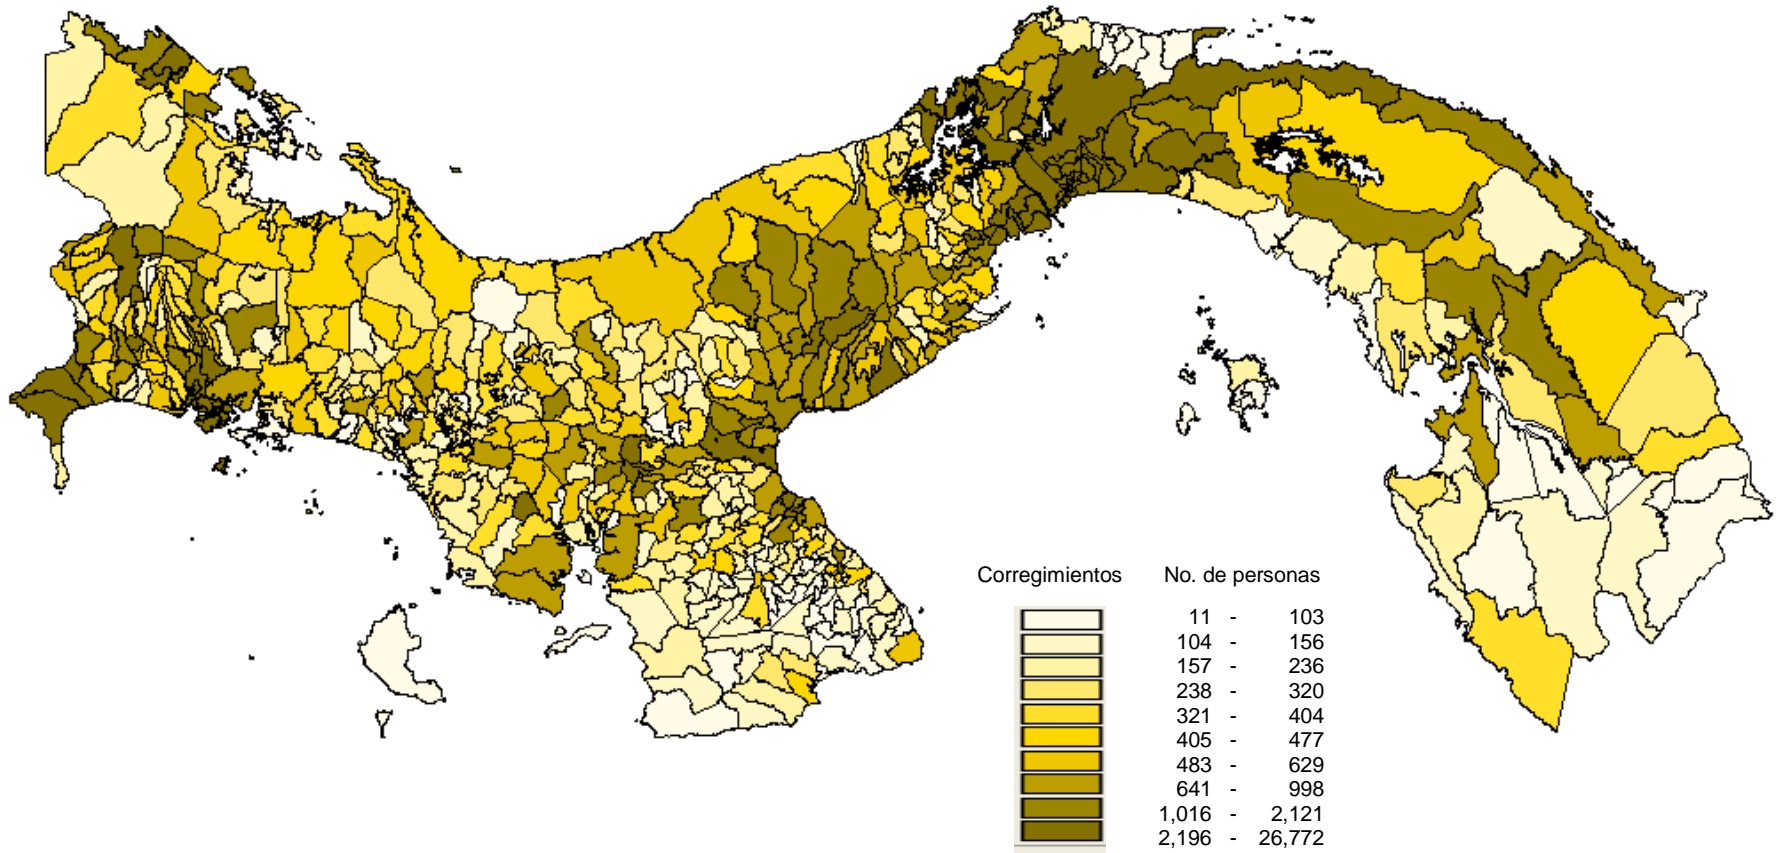 Corregimientos No. de personas
11 - 103
104 - 156
157 - 236
238 - 320
321 - 404
405 - 477
483 - 629
641 - 998
1,016 - 2,121
2,196 - 26,772